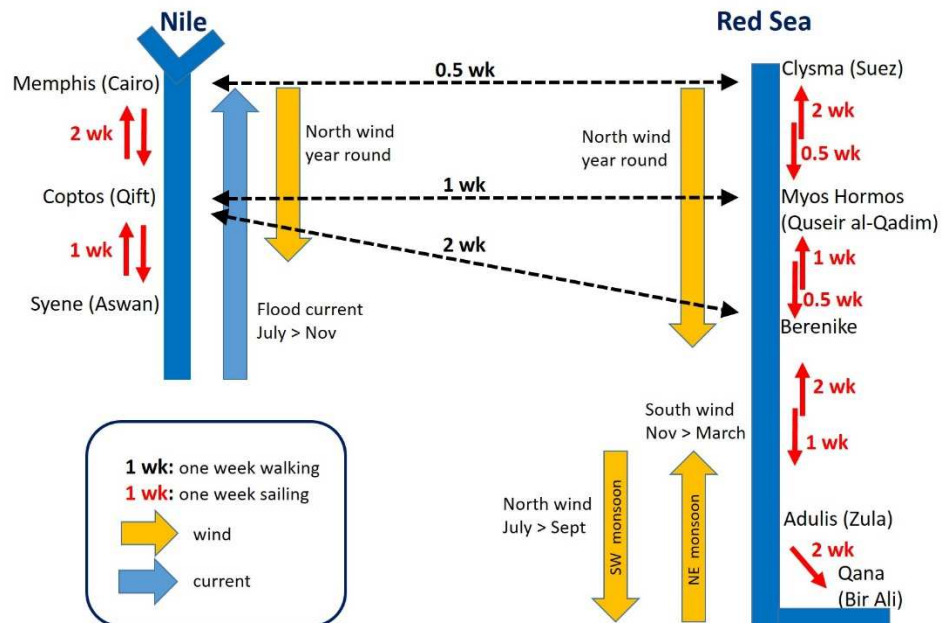 Nile
Red Sea
Memphis (Cairo)
0.5 wk
Clysma (Suez)
2 wk
North wind
year round
North wind
year round
2 wk
0.5 wk
Coptos (Qift)
1 wk
Myos Hormos
(Quseir al-Qadim)
1 wk
2 wk
1 wk
0.5 wk
Syene (Aswan)
Flood current
July > Nov
Berenike
2 wk
1 wk
South wind
Nov > March
1 wk: one week walking
1 wk: one week sailing
wind
current
North wind
July > Sept
SW monsoon
NE monsoon
Adulis (Zula)
2 wk
Qana
(Bir Ali)